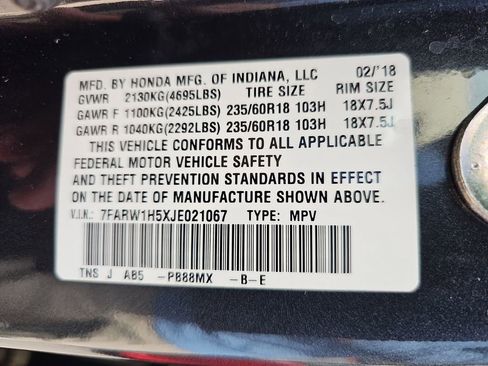 MFD. BY HONDA MFG. OF INDIANA, LLC 02/'18
GVWR 2130KG(4695LBS) TIRE SIZE RIM SIZE
GAWR F 1100KG(2425LBS) 235/60R18 103H 18X7.5J
GAWR R 1040KG(2292LBS) 235/60R18 103H 18X7.5J
THIS VEHICLE CONFORMS TO ALL APPLICABLE
FEDERAL MOTOR VEHICLE SAFETY
AND THEFT PREVENTION STANDARDS IN EFFECT
ON THE DATE OF MANUFACTURE SHOWN ABOVE.
V.I.N.: 7FARW1H5XJE021067 TYPE: MPV
TNS J A85 -P888MX -B-E